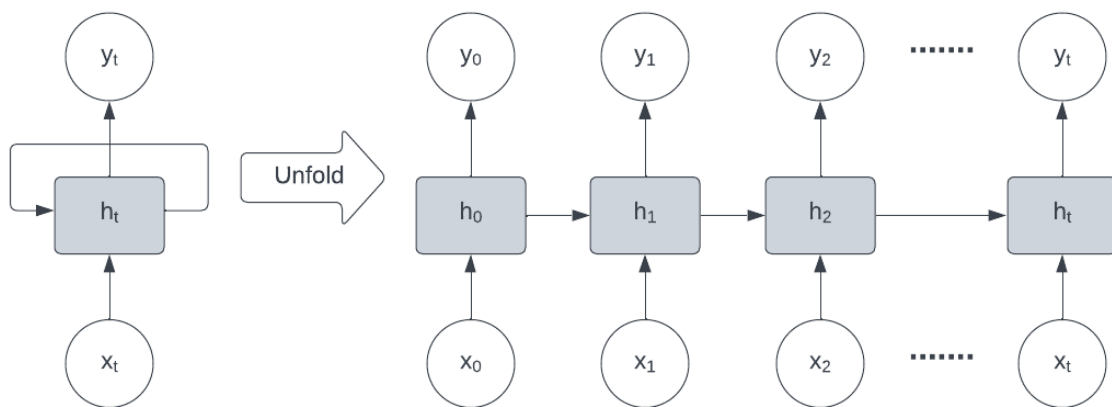 yₜ
y₀
y₁
y₂
.......
yₜ
Unfold
hₜ
h₀
h₁
h₂
hₜ
xₜ
x₀
x₁
x₂
.......
xₜ